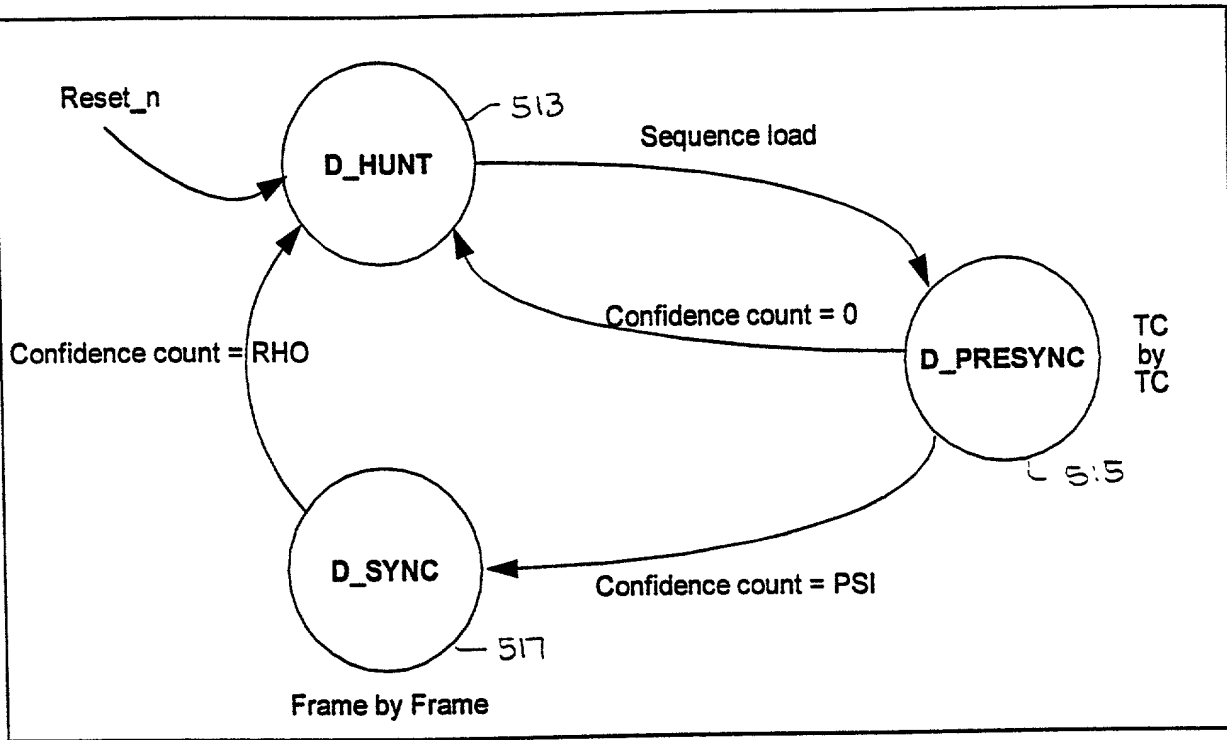 Reset_n
513
Sequence load
D_HUNT
Confidence count = 0
TC
by
TC
Confidence count = RHO
D_PRESYNC
515
D_SYNC
Confidence count = PSI
517
Frame by Frame